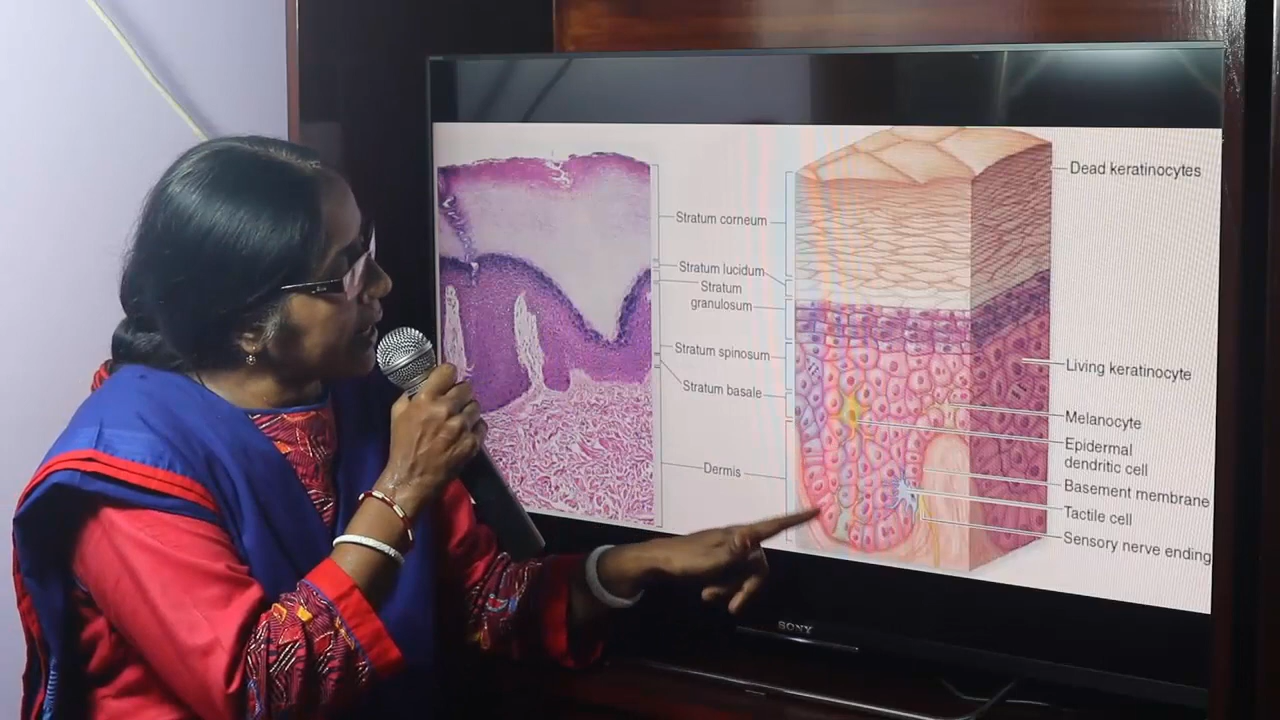 Stratum corneum
Stratum lucidum
Stratum
granulosum
Stratum spinosum
Stratum basale
Dermis
Dead keratinocytes
Living keratinocyte
Melanocyte
Epidermal
dendritic cell
Basement membrane
Tactile cell
Sensory nerve ending
SONY